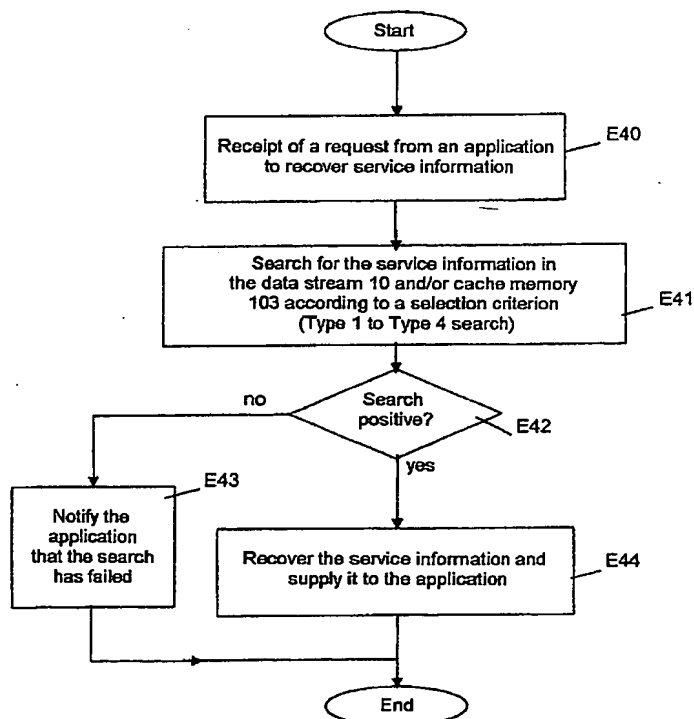 Start
Receipt of a request from an application
to recover service information
E40
Search for the service information in
the data stream 10 and/or cache memory
103 according to a selection criterion
(Type 1 to Type 4 search)
E41
no
Search
positive?
E42
yes
E43
Notify the
application
that the search
has failed
Recover the service information and
supply it to the application
E44
End